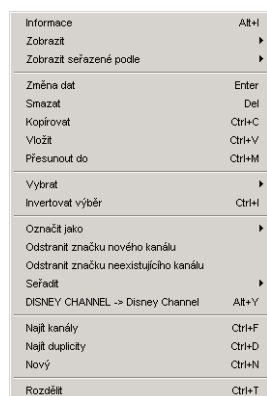 Informace Alt+I
Zobrazit
Zobrazit seřazené podle
Změna dat Enter
Smazat Del
Kopírovat Ctrl+C
Vložit Ctrl+V
Přesunout do Ctrl+M
Vybrat
Invertovat výběr Ctrl+I
Označit jako
Odstranit značku nového kanálu
Odstranit značku neexistujícího kanálu
Seřadit
DISNEY CHANNEL -> Disney Channel Alt+Y
Najít kanály Ctrl+F
Najít duplicity Ctrl+D
Nový Ctrl+N
Rozdělit Ctrl+T